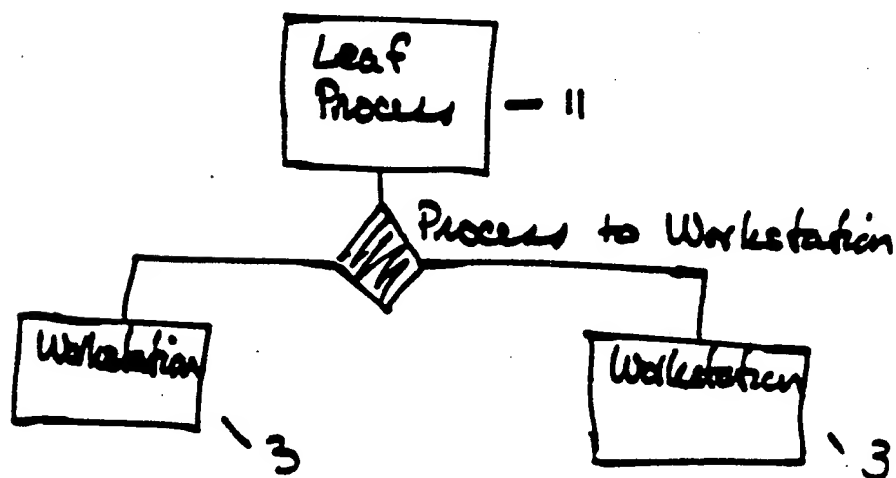 Leaf
Process
11
Process to Workstation
Workstation
3
Workstation
3